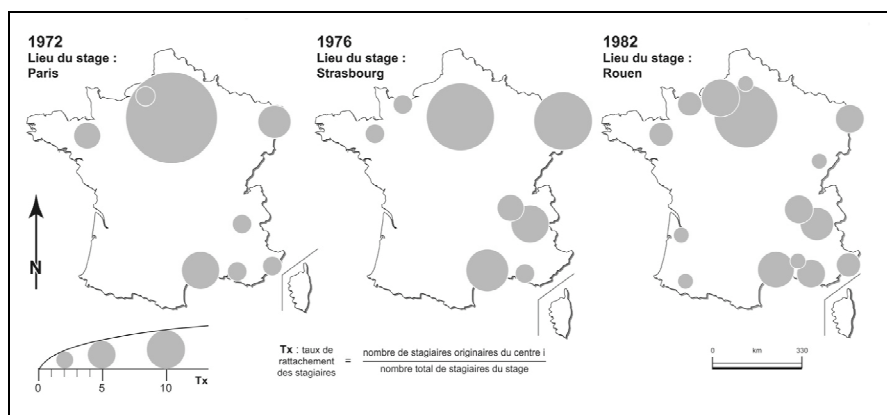 1972
Lieu du stage :
Paris
1976
Lieu du stage :
Strasbourg
1982
Lieu du stage :
Rouen
N
0 5 10 Tx
Tx : taux de
rattachement
des stagiaires
=
nombre de stagiaires originaires du centre i
nombre total de stagiaires du stage
0 km 330